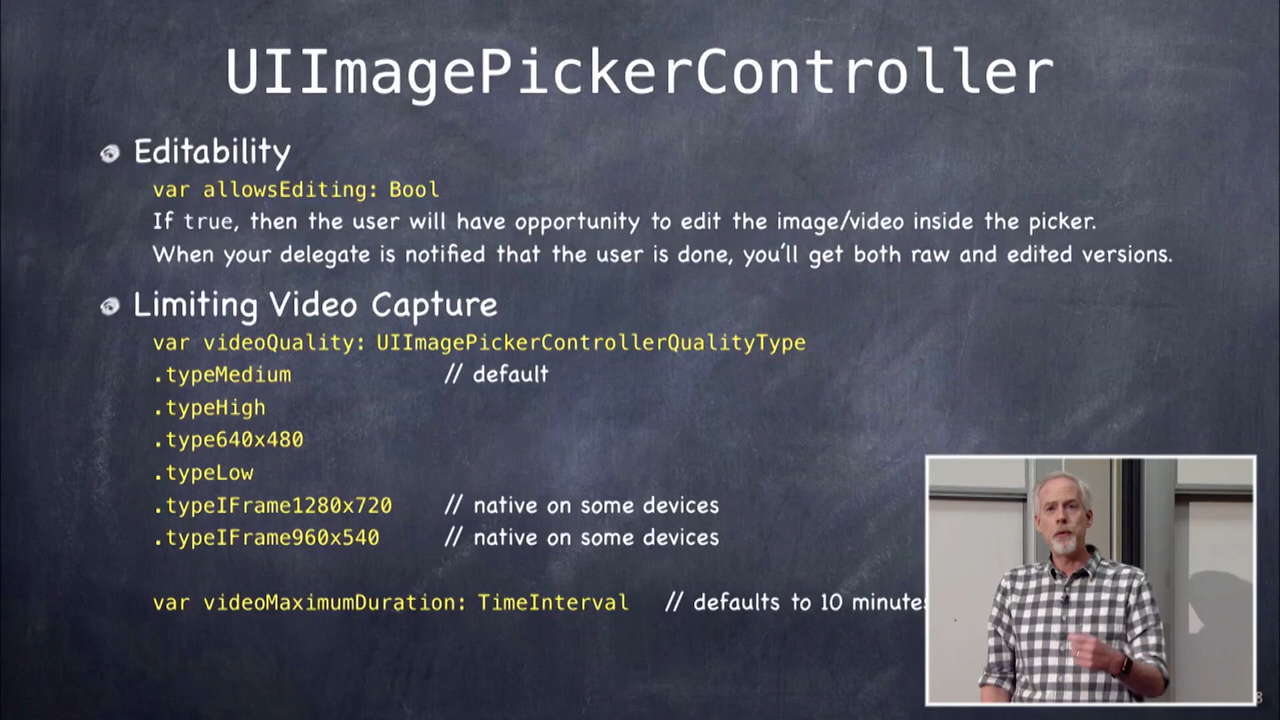 UIImagePickerController
Editability
var allowsEditing: Bool
If true, then the user will have opportunity to edit the image/video inside the picker.
When your delegate is notified that the user is done, you'll get both raw and edited versions.
Limiting Video Capture
var videoQuality: UIImagePickerControllerQualityType
.typeMedium // default
.typeHigh
.type640x480
.typeLow
.typeIFrame1280x720 // native on some devices
.typeIFrame960x540 // native on some devices
var videoMaximumDuration: TimeInterval // defaults to 10 minutes